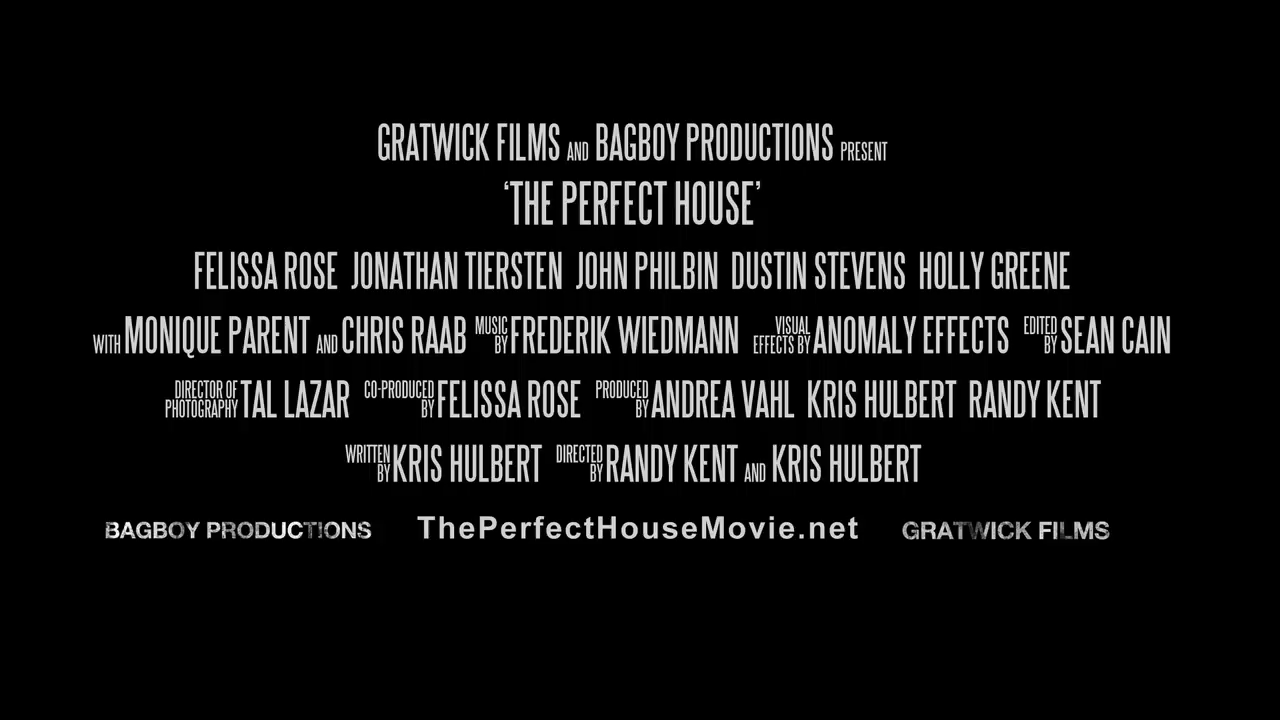 GRATWICK FILMS AND BAGBOY PRODUCTIONS PRESENT
‘THE PERFECT HOUSE’
FELISSA ROSE JONATHAN TIERSTEN JOHN PHILBIN DUSTIN STEVENS HOLLY GREENE
WITH MONIQUE PARENT AND CHRIS RAAB MUSIC BY FREDERIK WIEDMANN VISUAL EFFECTS BY ANOMALY EFFECTS EDITED BY SEAN CAIN
DIRECTOR OF PHOTOGRAPHY TAL LAZAR CO-PRODUCED BY FELISSA ROSE PRODUCED BY ANDREA VAHL KRIS HULBERT RANDY KENT
WRITTEN BY KRIS HULBERT DIRECTED BY RANDY KENT AND KRIS HULBERT
BAGBOY PRODUCTIONS ThePerfectHouseMovie.net GRATWICK FILMS